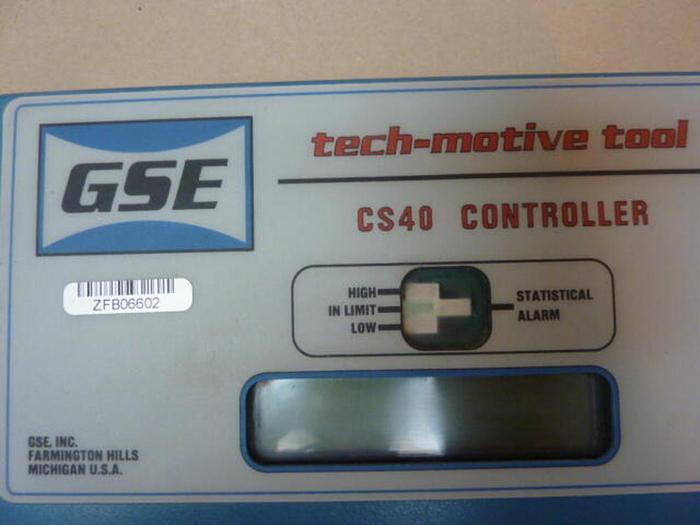 GSE
tech-motive tool
CS40 CONTROLLER
ZFB06602
HIGH
IN LIMIT
LOW
STATISTICAL
ALARM
GSE, INC.
FARMINGTON HILLS
MICHIGAN U.S.A.